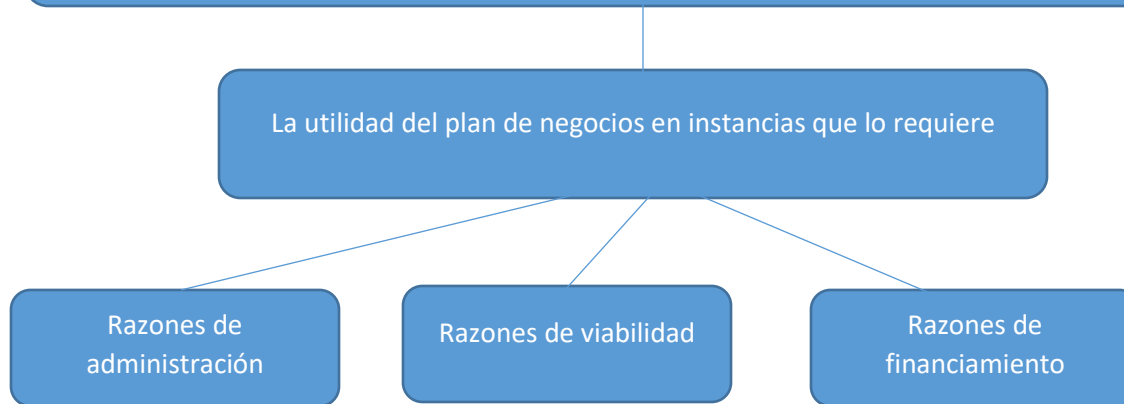 La utilidad del plan de negocios en instancias que lo requiere
Razones de
administración
Razones de viabilidad
Razones de
financiamiento